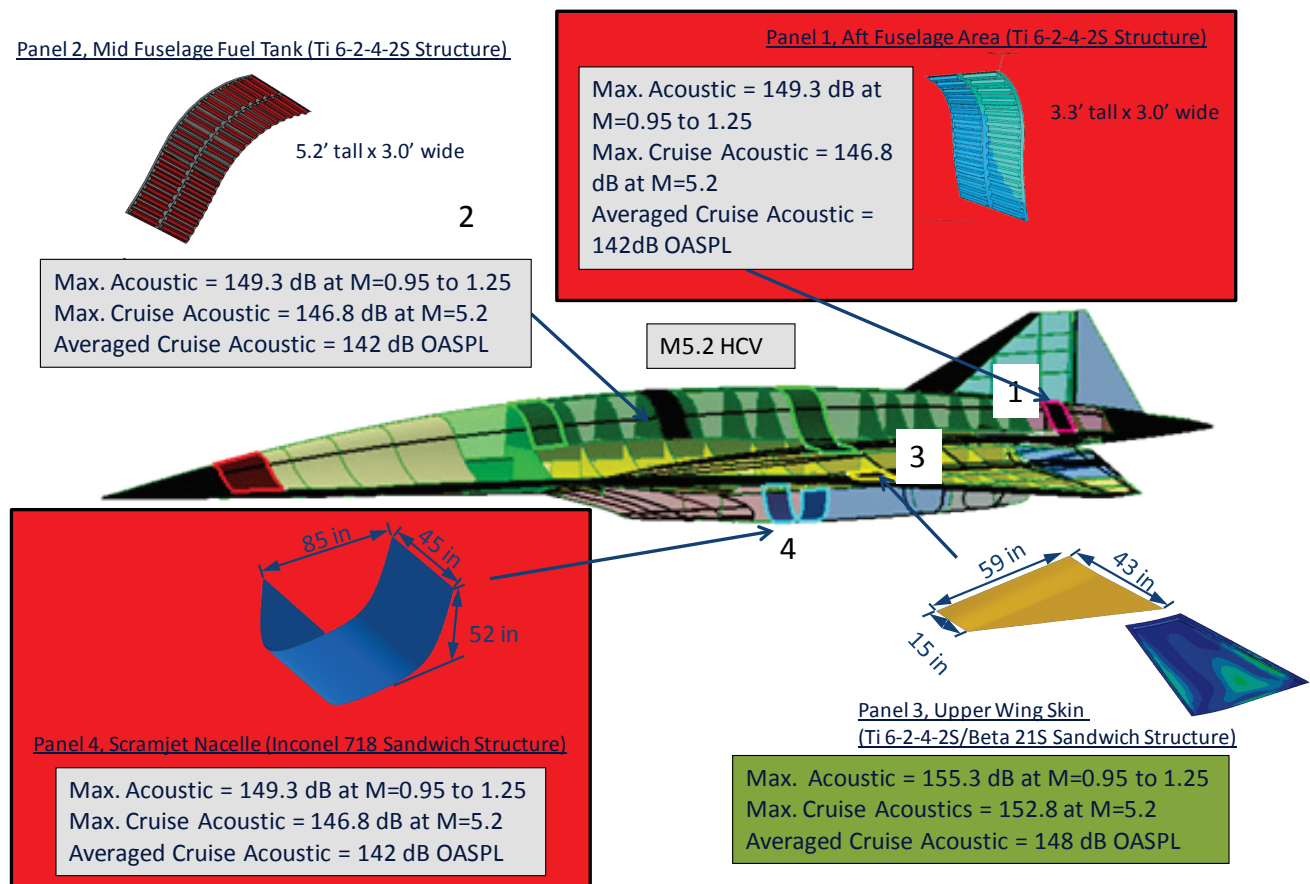 Panel 2, Mid Fuselage Fuel Tank (Ti 6-2-4-2S Structure)
5.2’ tall x 3.0’ wide
2
Max. Acoustic = 149.3 dB at M=0.95 to 1.25
Max. Cruise Acoustic = 146.8 dB at M=5.2
Averaged Cruise Acoustic = 142 dB OASPL
Panel 1, Aft Fuselage Area (Ti 6-2-4-2S Structure)
Max. Acoustic = 149.3 dB at
M=0.95 to 1.25
Max. Cruise Acoustic = 146.8
dB at M=5.2
Averaged Cruise Acoustic =
142dB OASPL
3.3’ tall x 3.0’ wide
M5.2 HCV
1
3
4
85 in
45 in
52 in
Panel 4, Scramjet Nacelle (Inconel 718 Sandwich Structure)
Max. Acoustic = 149.3 dB at M=0.95 to 1.25
Max. Cruise Acoustic = 146.8 dB at M=5.2
Averaged Cruise Acoustic = 142 dB OASPL
59 in
43 in
15 in
Panel 3, Upper Wing Skin
(Ti 6-2-4-2S/Beta 21S Sandwich Structure)
Max. Acoustic = 155.3 dB at M=0.95 to 1.25
Max. Cruise Acoustics = 152.8 at M=5.2
Averaged Cruise Acoustic = 148 dB OASPL